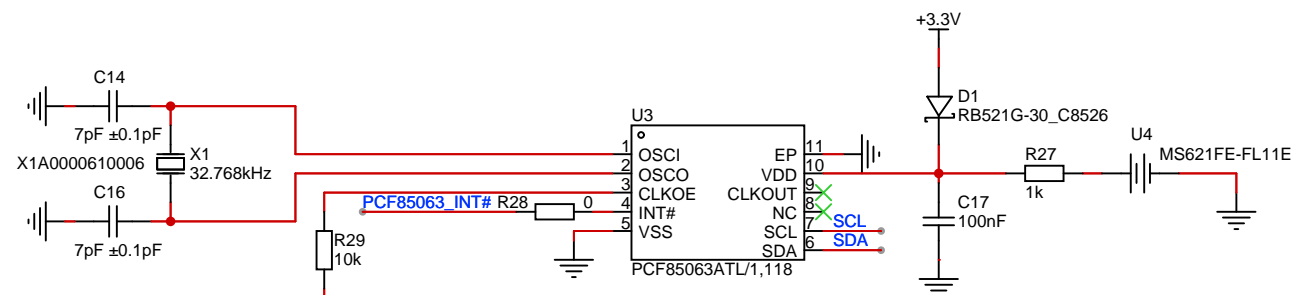 +3.3V
C14
7pF ±0.1pF
X1A0000610006
X1
32.768kHz
C16
7pF ±0.1pF
PCF85063_INT#
R28
0
R29
10k
U3
1 OSCI
2 OSCO
3 CLKOE
4 INT#
5 VSS
EP 11
VDD 10
CLKOUT 9
NC 8
SCL 7
SDA 6
PCF85063ATL/1,118
SCL
SDA
D1
RB521G-30_C8526
R27
1k
C17
100nF
U4
MS621FE-FL11E